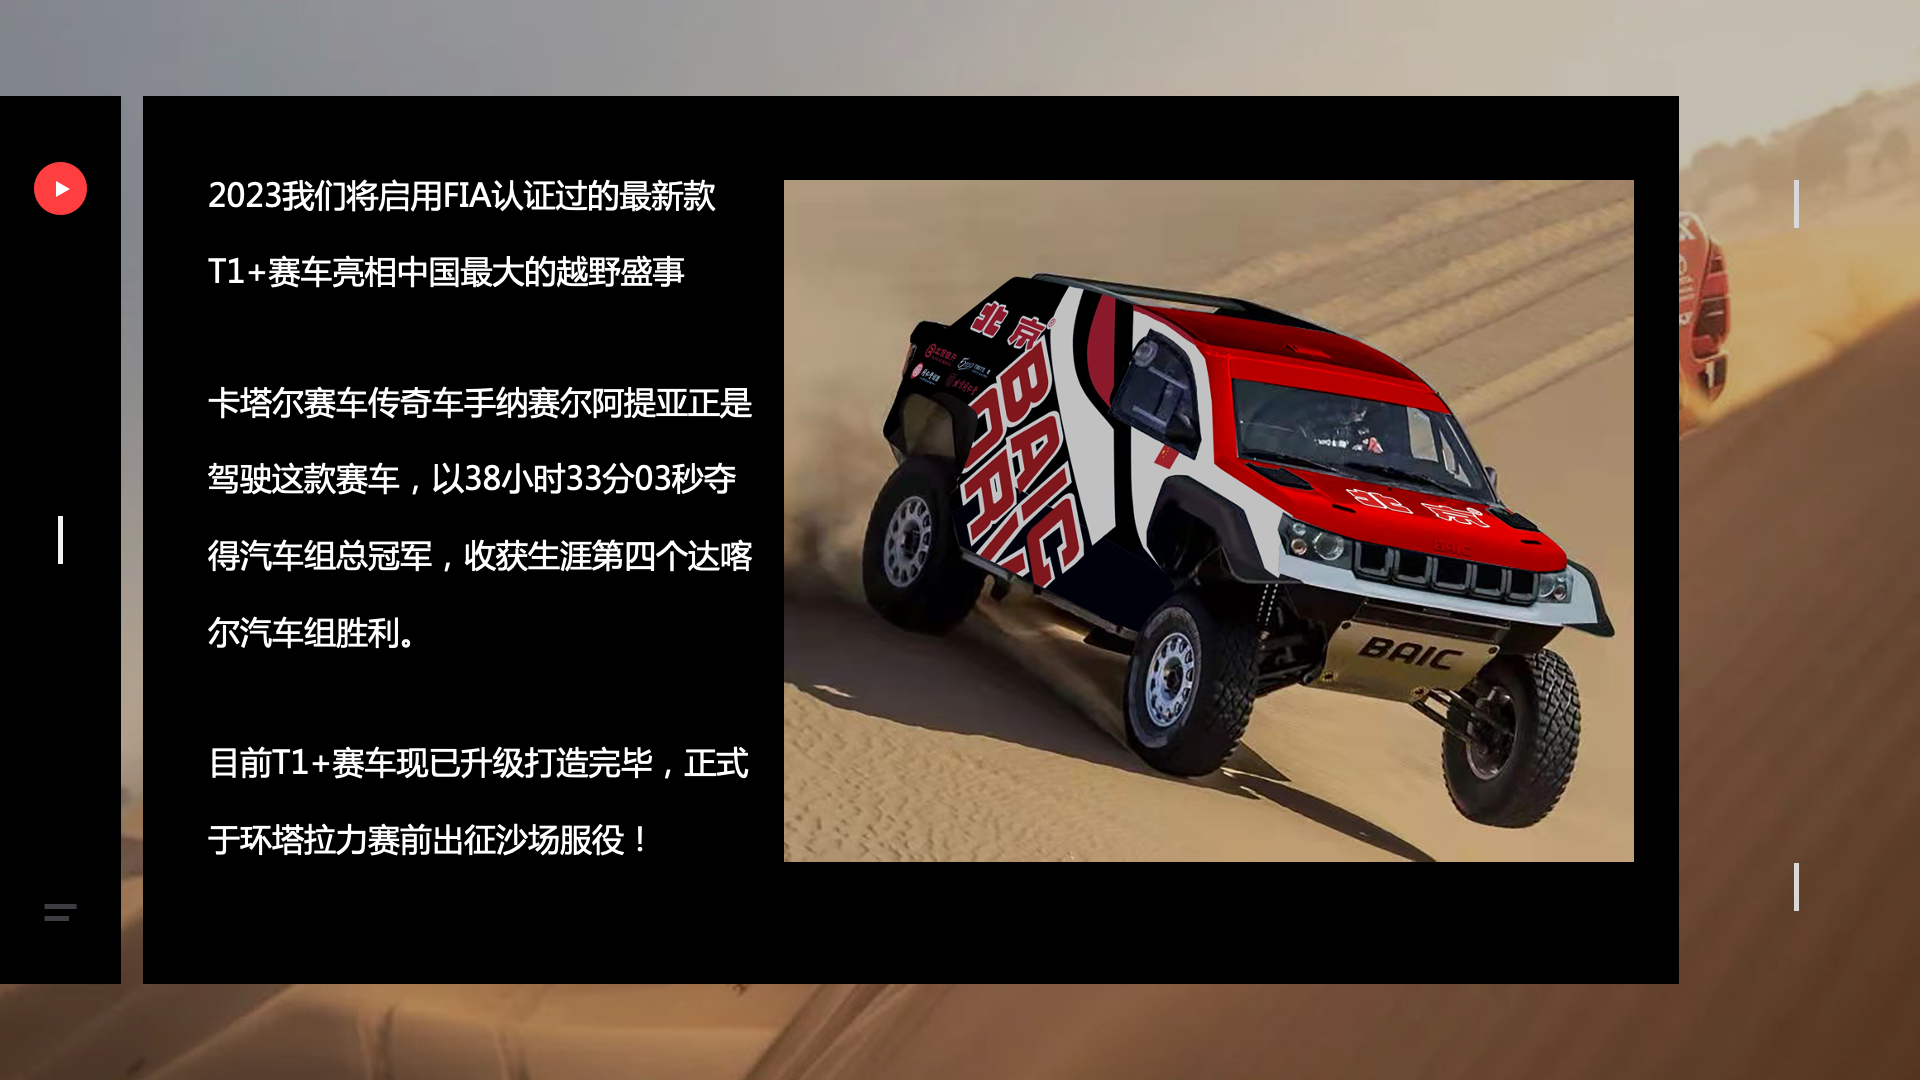 2023我们将启用FIA认证过的最新款
T1+赛车亮相中国最大的越野盛事
卡塔尔赛车传奇车手纳赛尔阿提亚正是
驾驶这款赛车，以38小时33分03秒夺
得汽车组总冠军，收获生涯第四个达喀
尔汽车组胜利。
目前T1+赛车现已升级打造完毕，正式
于环塔拉力赛前出征沙场服役！
北京
BAIC
北京
BAIC
BAIC